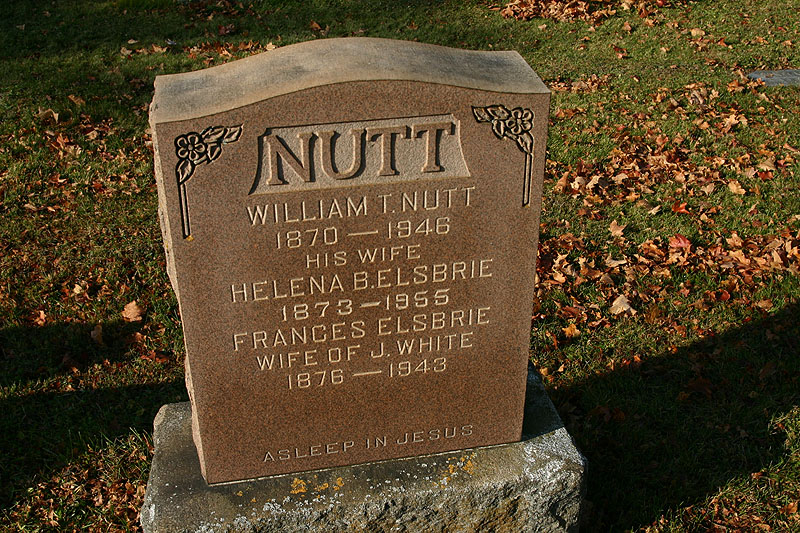 NUTT
WILLIAM T. NUTT
1870 — 1946
HIS WIFE
HELENA B. ELSBRIE
1873 — 1955
FRANCES ELSBRIE
WIFE OF J. WHITE
1876 — 1943
ASLEEP IN JESUS